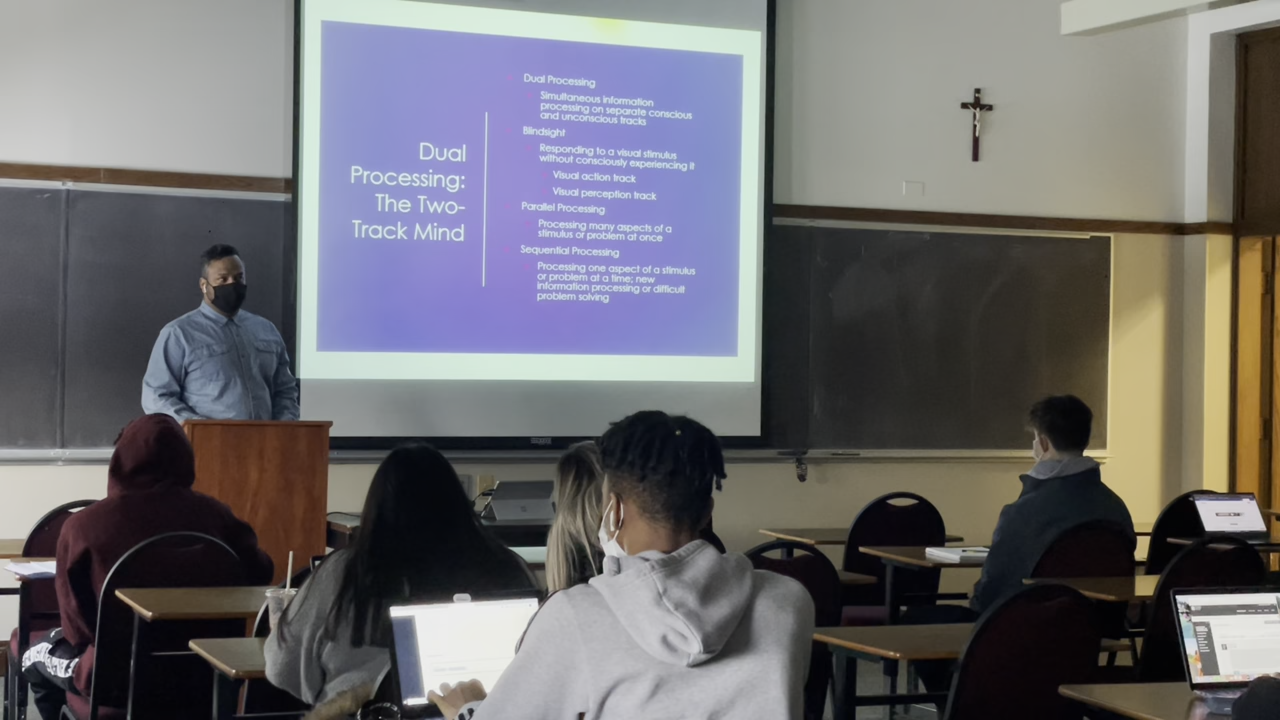 Dual
Processing:
The Two-
Track Mind
Dual Processing
Simultaneous information
processing on separate conscious
and unconscious tracks
Blindsight
Responding to a visual stimulus
without consciously experiencing it
Visual action track
Visual perception track
Parallel Processing
Processing many aspects of a
stimulus or problem at once
Sequential Processing
Processing one aspect of a stimulus
or problem at a time; new
information processing or difficult
problem solving